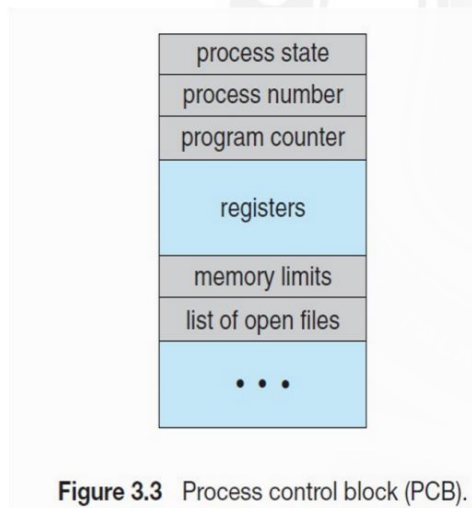 process state
process number
program counter
registers
memory limits
list of open files
• • •
Figure 3.3 Process control block (PCB).